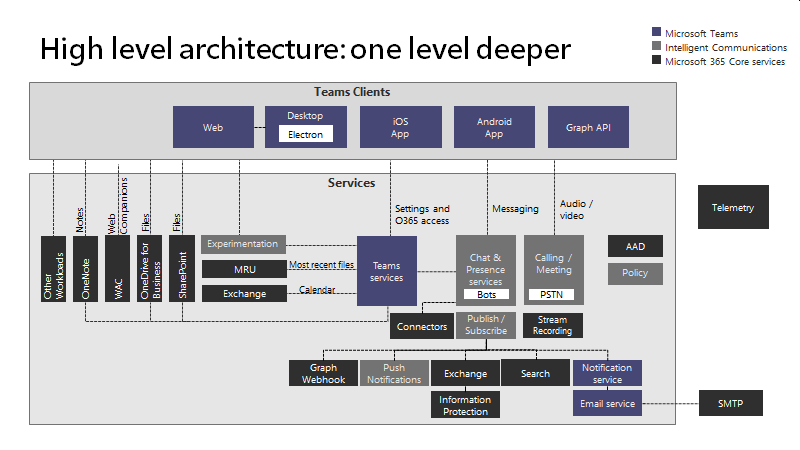 High level architecture: one level deeper
Microsoft Teams
Intelligent Communications
Microsoft 365 Core services
Teams Clients
Web
Desktop
Electron
iOS
App
Android
App
Graph API
Services
Notes
Web
Companions
Files
Files
Settings and
O365 access
Messaging
Audio /
video
Telemetry
Other
Workloads
OneNote
WAC
OneDrive for
Business
SharePoint
Experimentation
MRU
Exchange
Most recent files
Calendar
Teams
services
Chat &
Presence
services
Bots
Calling /
Meeting
PSTN
AAD
Policy
Connectors
Publish /
Subscribe
Stream
Recording
Graph
Webhook
Push
Notifications
Exchange
Search
Notification
service
Information
Protection
Email service
SMTP